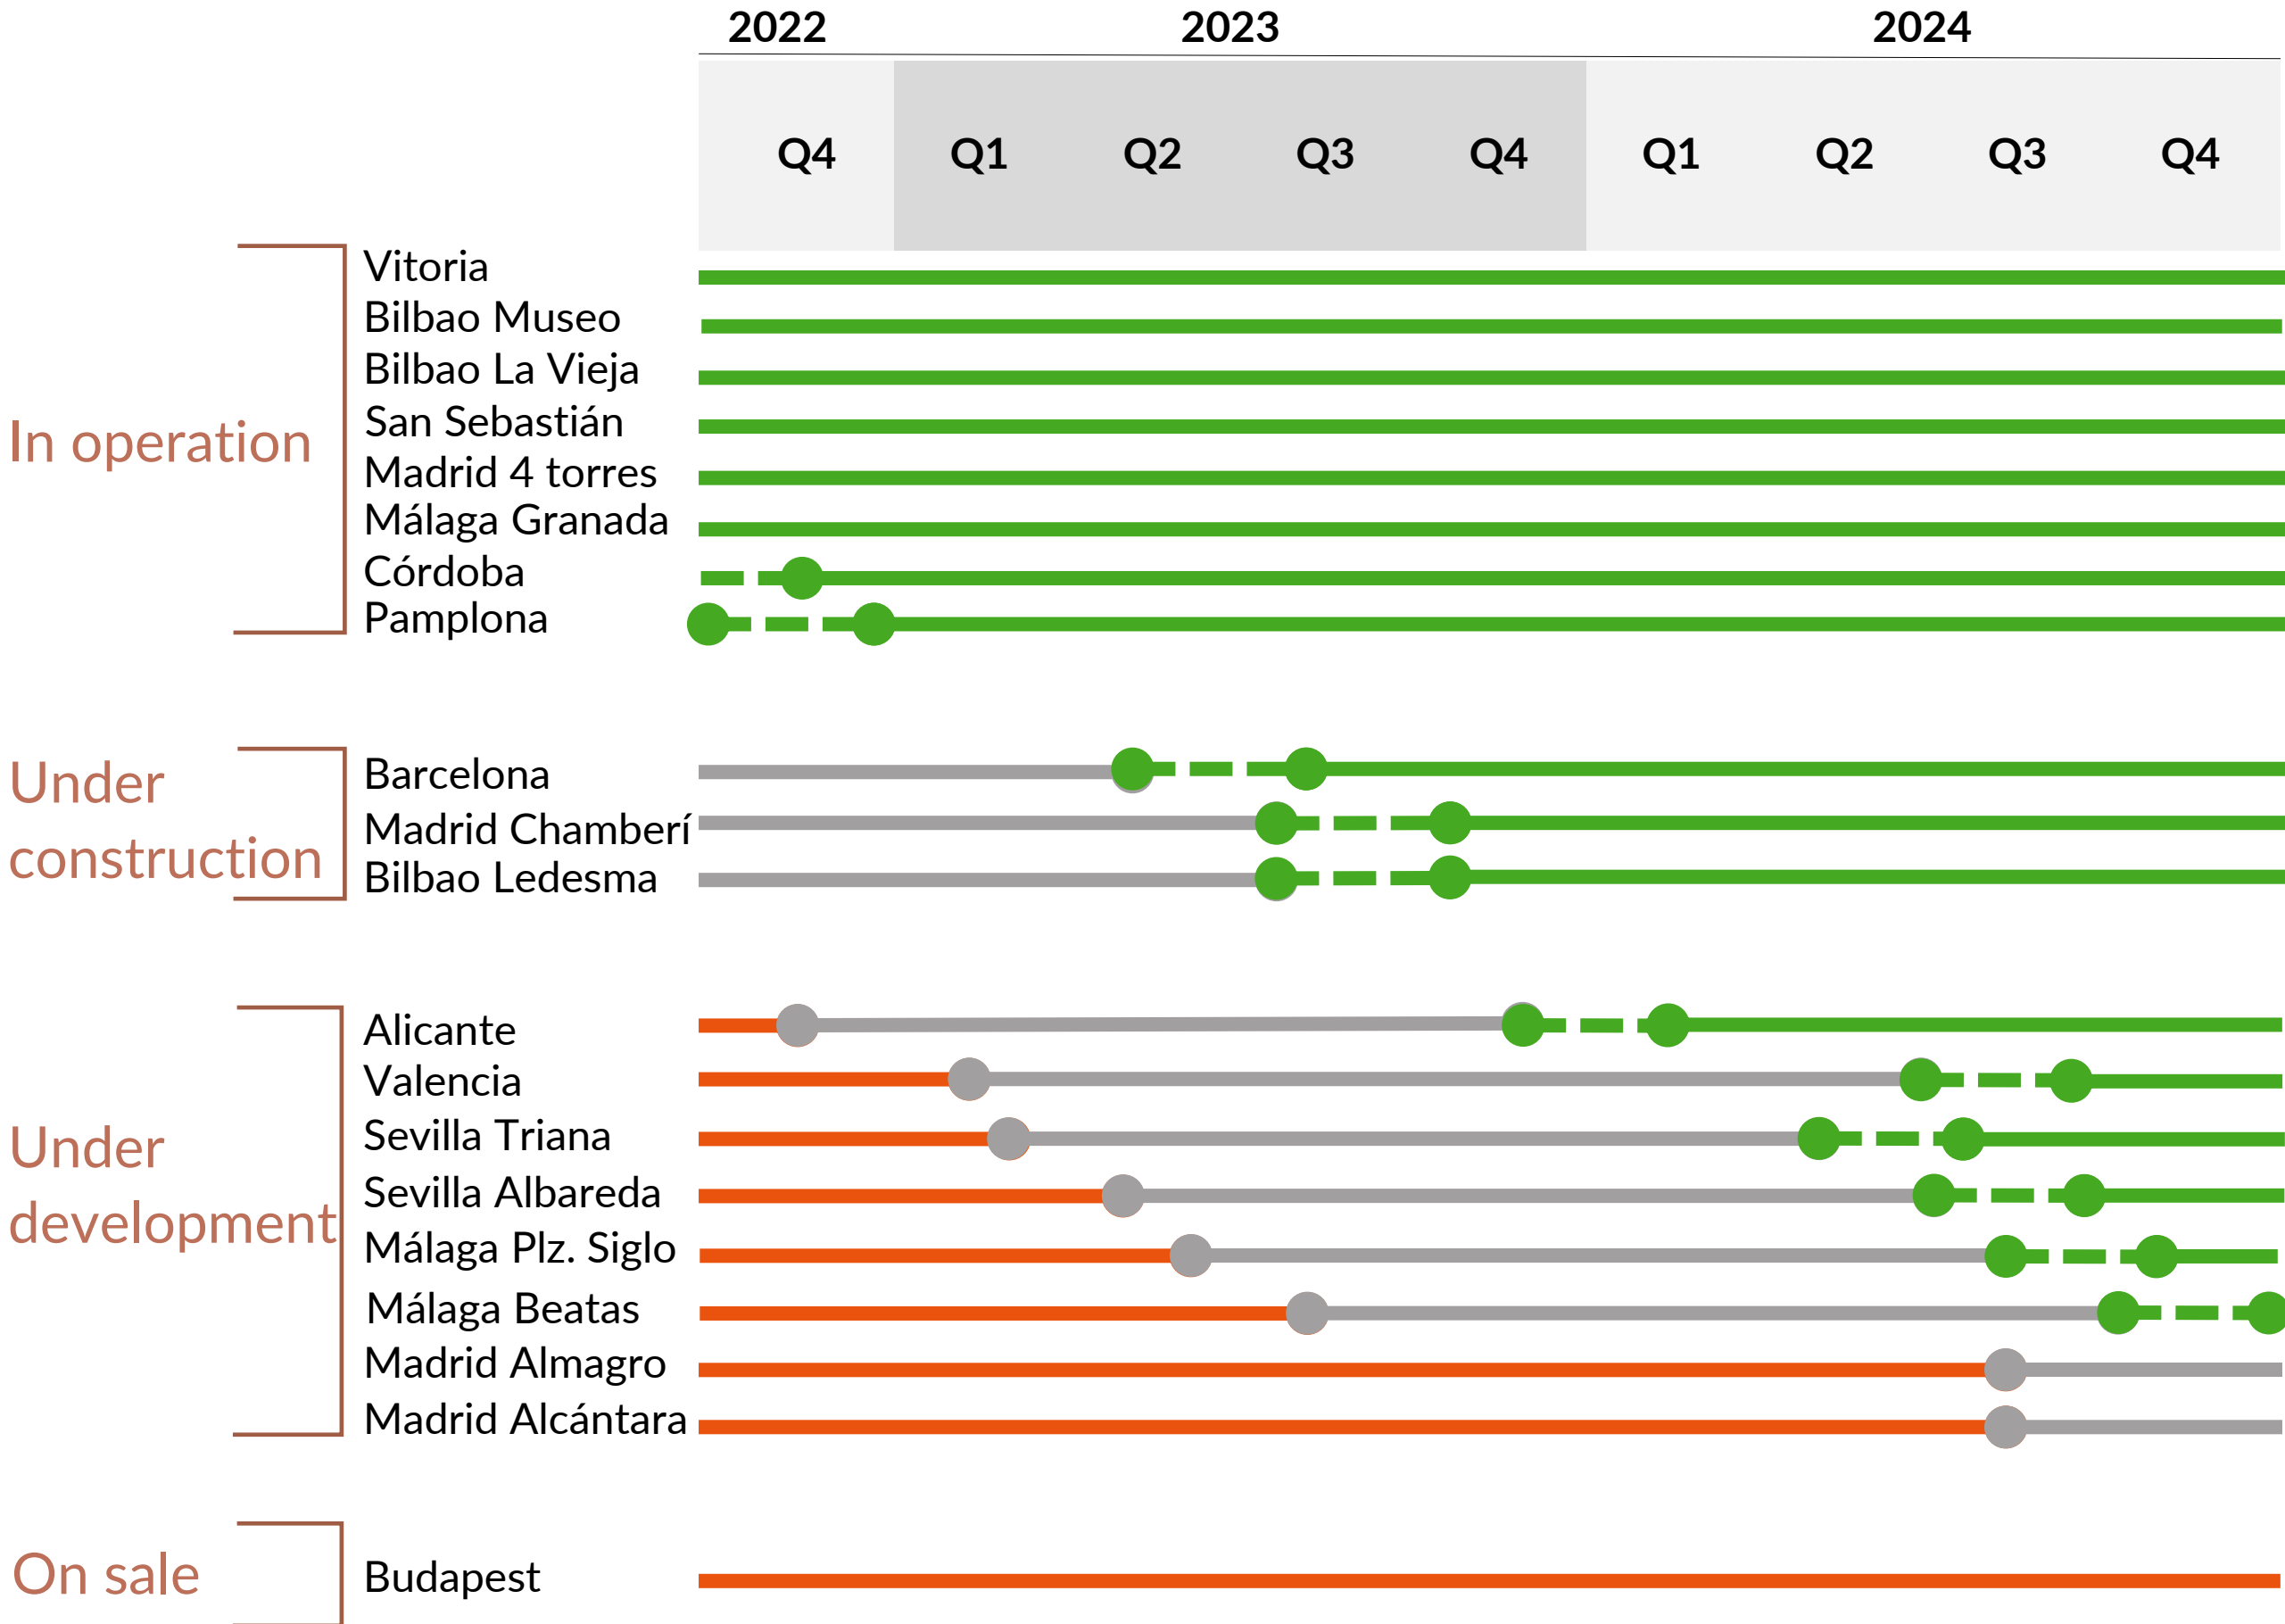 2022 2023 2024
Q4 Q1 Q2 Q3 Q4 Q1 Q2 Q3 Q4
In operation
Vitoria
Bilbao Museo
Bilbao La Vieja
San Sebastián
Madrid 4 torres
Málaga Granada
Córdoba
Pamplona
Under
construction
Barcelona
Madrid Chamberí
Bilbao Ledesma
Under
development
Alicante
Valencia
Sevilla Triana
Sevilla Albareda
Málaga Plz. Siglo
Málaga Beatas
Madrid Almagro
Madrid Alcántara
On sale
Budapest